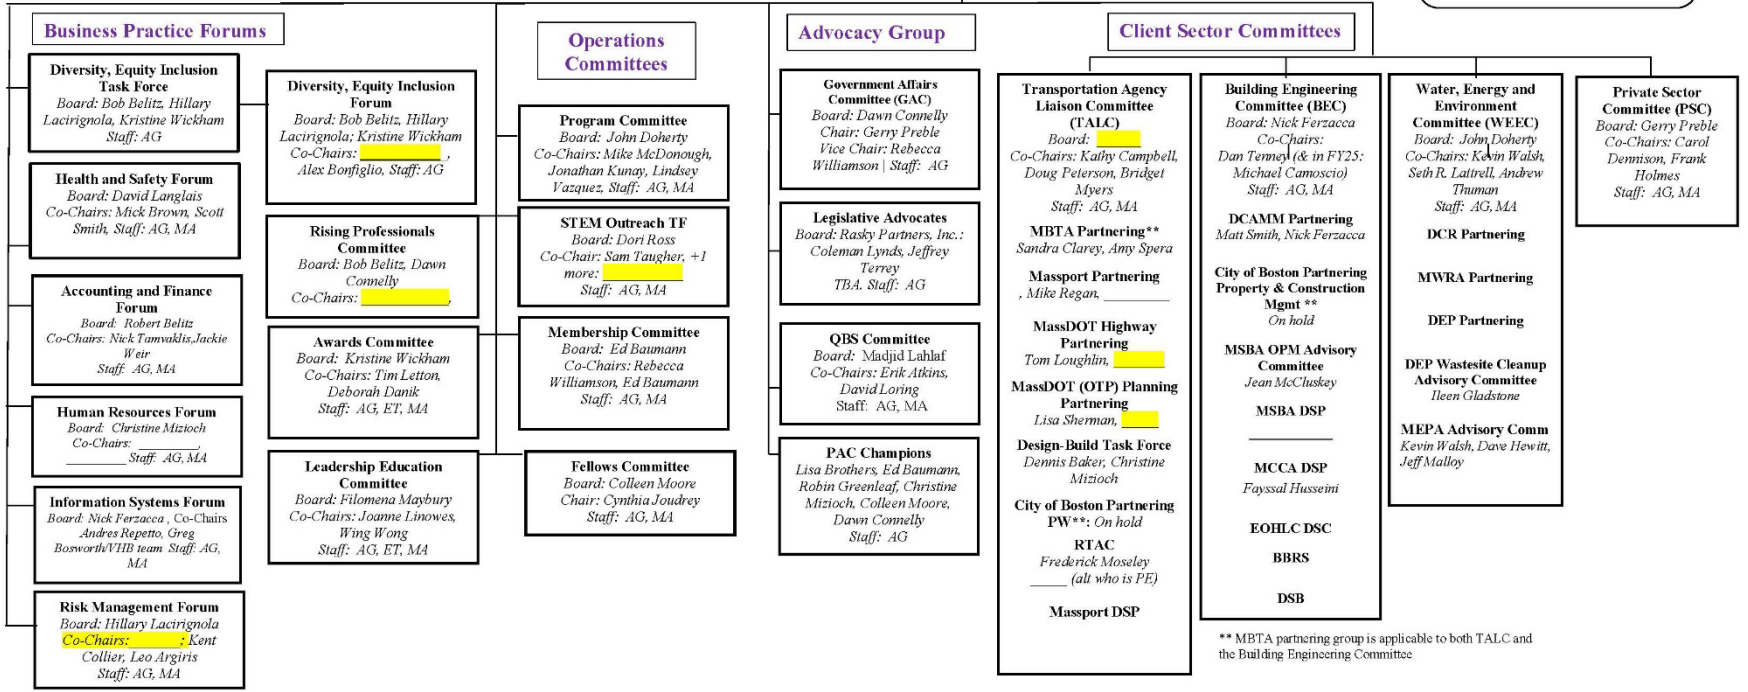 Business Practice Forums
Diversity, Equity Inclusion
Task Force
Board: Bob Belitz, Hillary
Lacirignola, Kristine Wickham
Staff: AG
Health and Safety Forum
Board: David Langlais
Co-Chairs: Mick Brown, Scott
Smith, Staff: AG, MA
Accounting and Finance
Forum
Board: Robert Belitz
Co-Chairs: Nick Tamvaklis,Jackie
Weir
Staff: AG, MA
Human Resources Forum
Board: Christine Mizioch
Co-Chairs: __________,
_________ Staff: AG, MA
Information Systems Forum
Board: Nick Ferzacca , Co-Chairs
Andres Repetto, Greg
Bosworth/VHB team Staff: AG,
MA
Risk Management Forum
Board: Hillary Lacirignola
Co-Chairs:_______; Kent
Collier, Leo Argiris
Staff: AG, MA
Diversity, Equity Inclusion
Forum
Board: Bob Belitz, Hillary
Lacirignola; Kristine Wickham
Co-Chairs: ___________,
Alex Bonfiglio, Staff: AG
Rising Professionals
Committee
Board: Bob Belitz, Dawn
Connelly
Co-Chairs: ____________,
Awards Committee
Board: Kristine Wickham
Co-Chairs: Tim Letton,
Deborah Danik
Staff: AG, ET, MA
Leadership Education
Committee
Board: Filomena Maybury
Co-Chairs: Joanne Linowes,
Wing Wong
Staff: AG, ET, MA
Operations
Committees
Program Committee
Board: John Doherty
Co-Chairs: Mike McDonough,
Jonathan Kunay, Lindsey
Vazquez, Staff: AG, MA
STEM Outreach TF
Board: Dori Ross
Co-Chair: Sam Taugher, +1
more: ___________
Staff: AG, MA
Membership Committee
Board: Ed Baumann
Co-Chairs: Rebecca
Williamson, Ed Baumann
Staff: AG, MA
Fellows Committee
Board: Colleen Moore
Chair: Cynthia Joudrey
Staff: AG, MA
Advocacy Group
Government Affairs
Committee (GAC)
Board: Dawn Connelly
Chair: Gerry Preble
Vice Chair: Rebecca
Williamson | Staff: AG
Legislative Advocates
Board: Rasky Partners, Inc.:
Coleman Lynds, Jeffrey
Terrey
TBA. Staff: AG
QBS Committee
Board: Madjid Lahlaf
Co-Chairs: Erik Atkins,
David Loring
Staff: AG, MA
PAC Champions
Lisa Brothers, Ed Baumann,
Robin Greenleaf, Christine
Mizioch, Colleen Moore,
Dawn Connelly
Staff: AG
Client Sector Committees
Transportation Agency
Liaison Committee
(TALC)
Board: ______
Co-Chairs: Kathy Campbell,
Doug Peterson, Bridget
Myers
Staff: AG, MA
MBTA Partnering**
Sandra Clarey, Amy Spera
Massport Partnering
, Mike Regan, _________
MassDOT Highway
Partnering
Tom Loughlin, _______
MassDOT (OTP) Planning
Partnering
Lisa Sherman, _____
Design-Build Task Force
Dennis Baker, Christine
Mizioch
City of Boston Partnering
PW**: On hold
RTAC
Frederick Moseley
_____ (alt who is PE)
Massport DSP
Building Engineering
Committee (BEC)
Board: Nick Ferzacca
Co-Chairs:
Dan Tenney (& in FY25:
Michael Camoscio)
Staff: AG, MA
DCAMM Partnering
Matt Smith, Nick Ferzacca
City of Boston Partnering
Property & Construction
Mgmt **
On hold
MSBA OPM Advisory
Committee
Jean McCluskey
MSBA DSP
____________
MCCA DSP
Fayssal Husseini
EOHLC DSC
BBRS
DSB
Water, Energy and
Environment
Committee (WEEC)
Board: John Doherty
Co-Chairs: Kevin Walsh,
Seth R. Lattrell, Andrew
Thuman
Staff: AG, MA
DCR Partnering
MWRA Partnering
DEP Partnering
DEP Wastesite Cleanup
Advisory Committee
Ileen Gladstone
MEPA Advisory Comm
Kevin Walsh, Dave Hewitt,
Jeff Malloy
Private Sector
Committee (PSC)
Board: Gerry Preble
Co-Chairs: Carol
Dennison, Frank
Holmes
Staff: AG, MA
** MBTA partnering group is applicable to both TALC and
the Building Engineering Committee